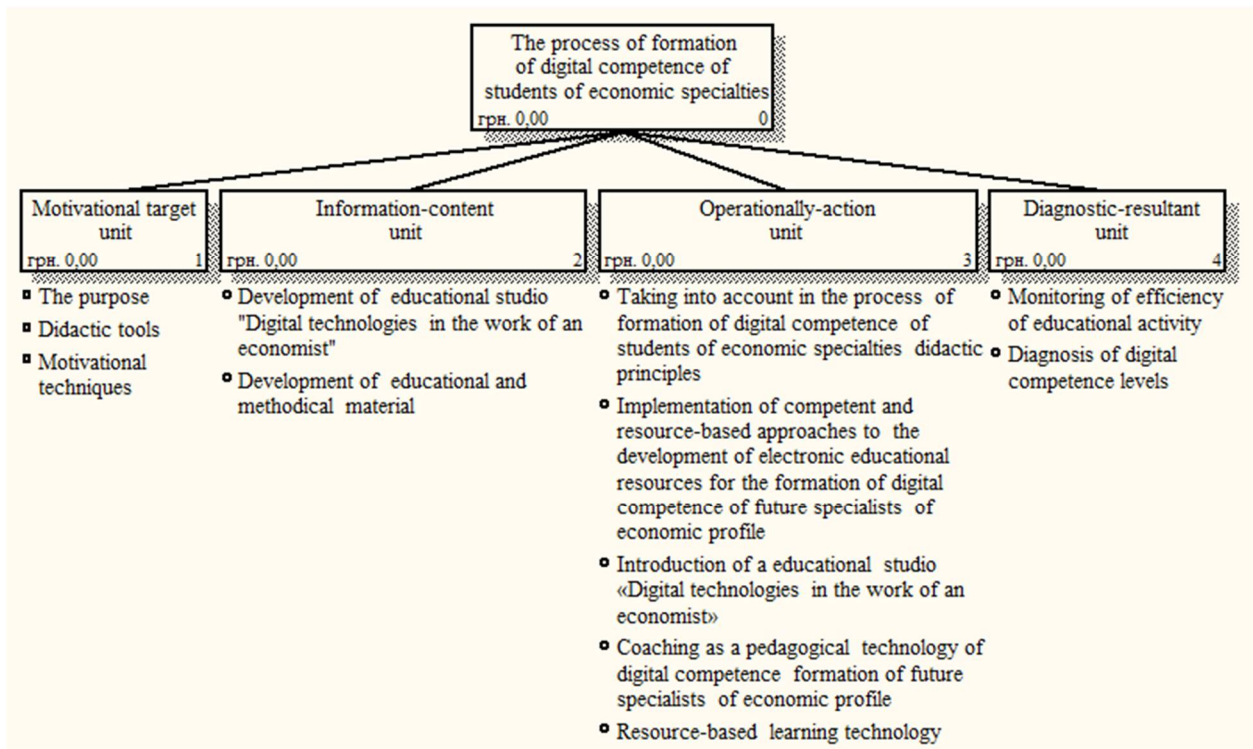 The process of formation
of digital competence of
students of economic specialties
грн. 0,00 0
Motivational target
unit
грн. 0,00 1
Information-content
unit
грн. 0,00 2
Operationally-action
unit
грн. 0,00 3
Diagnostic-resultant
unit
грн. 0,00 4
The purpose
Didactic tools
Motivational
techniques
Development of educational studio
"Digital technologies in the work of an
economist"
Development of educational and
methodical material
Taking into account in the process of
formation of digital competence of
students of economic specialties didactic
principles
Implementation of competent and
resource-based approaches to the
development of electronic educational
resources for the formation of digital
competence of future specialists of
economic profile
Introduction of a educational studio
«Digital technologies in the work of an
economist»
Coaching as a pedagogical technology of
digital competence formation of future
specialists of economic profile
Resource-based learning technology
Monitoring of efficiency
of educational activity
Diagnosis of digital
competence levels